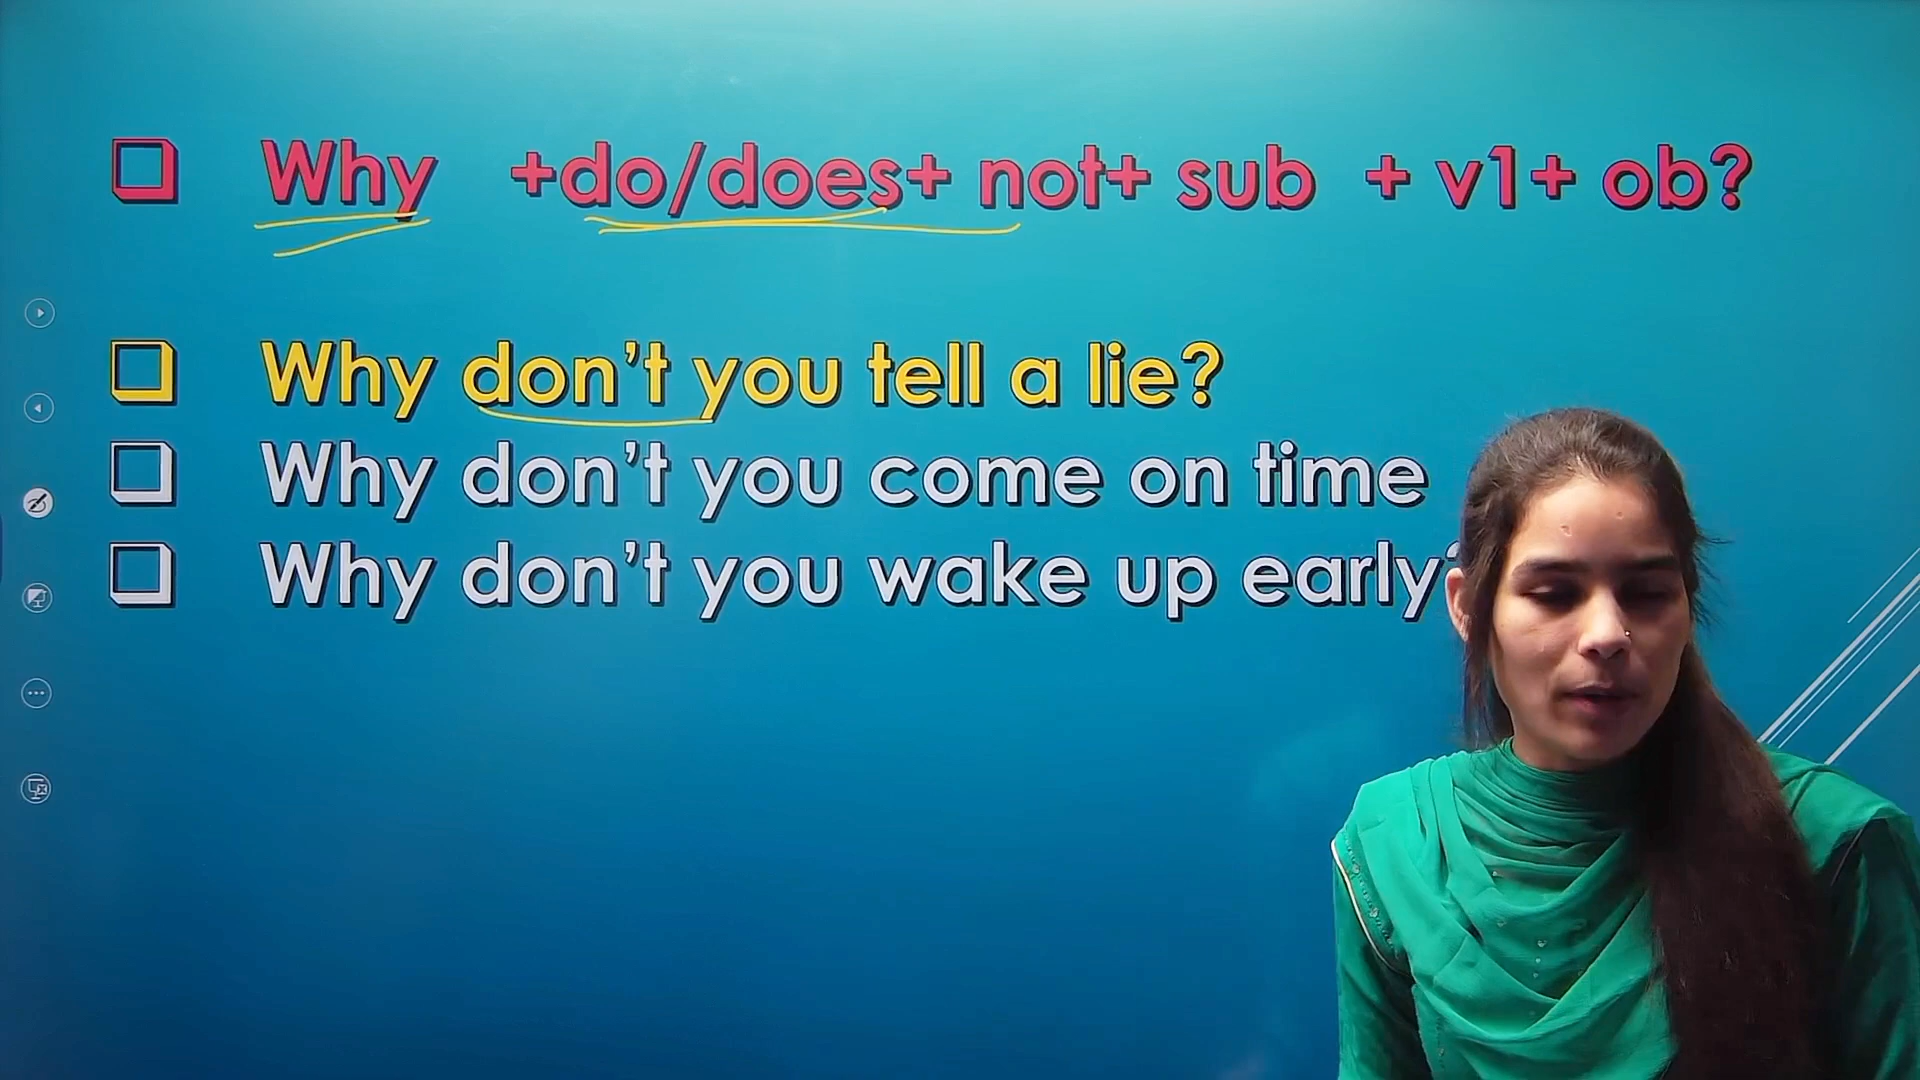 Why +do/does+ not+ sub + v1+ ob?
Why don't you tell a lie?
Why don't you come on time
Why don't you wake up early?